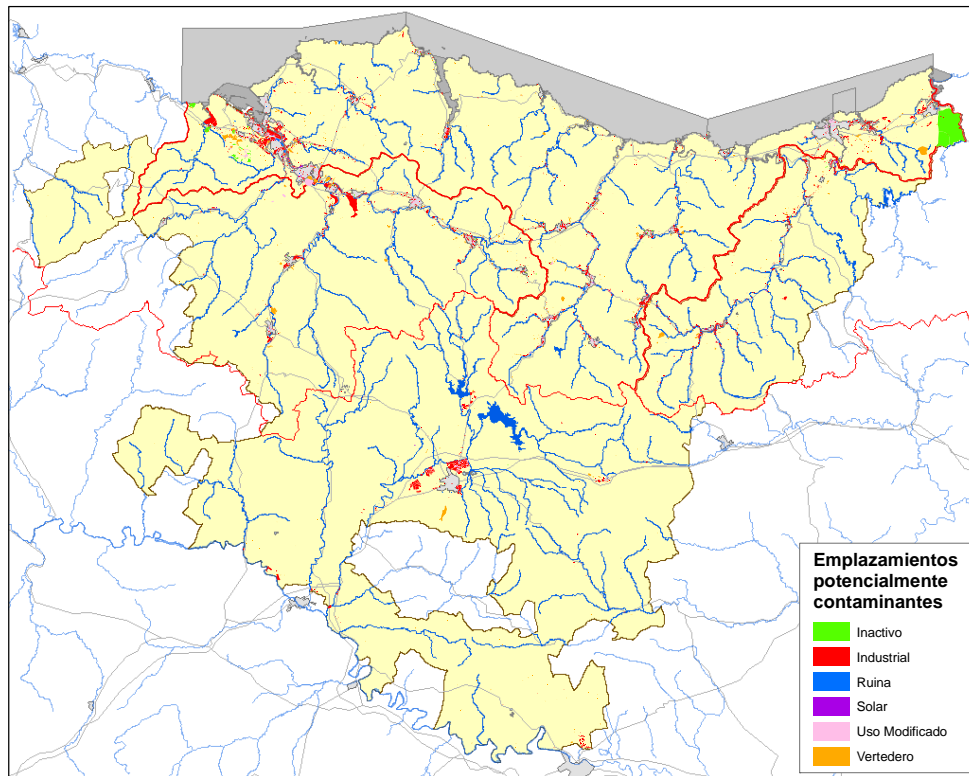 Emplazamientos
potencialmente
contaminantes
Inactivo
Industrial
Ruina
Solar
Uso Modificado
Vertedero